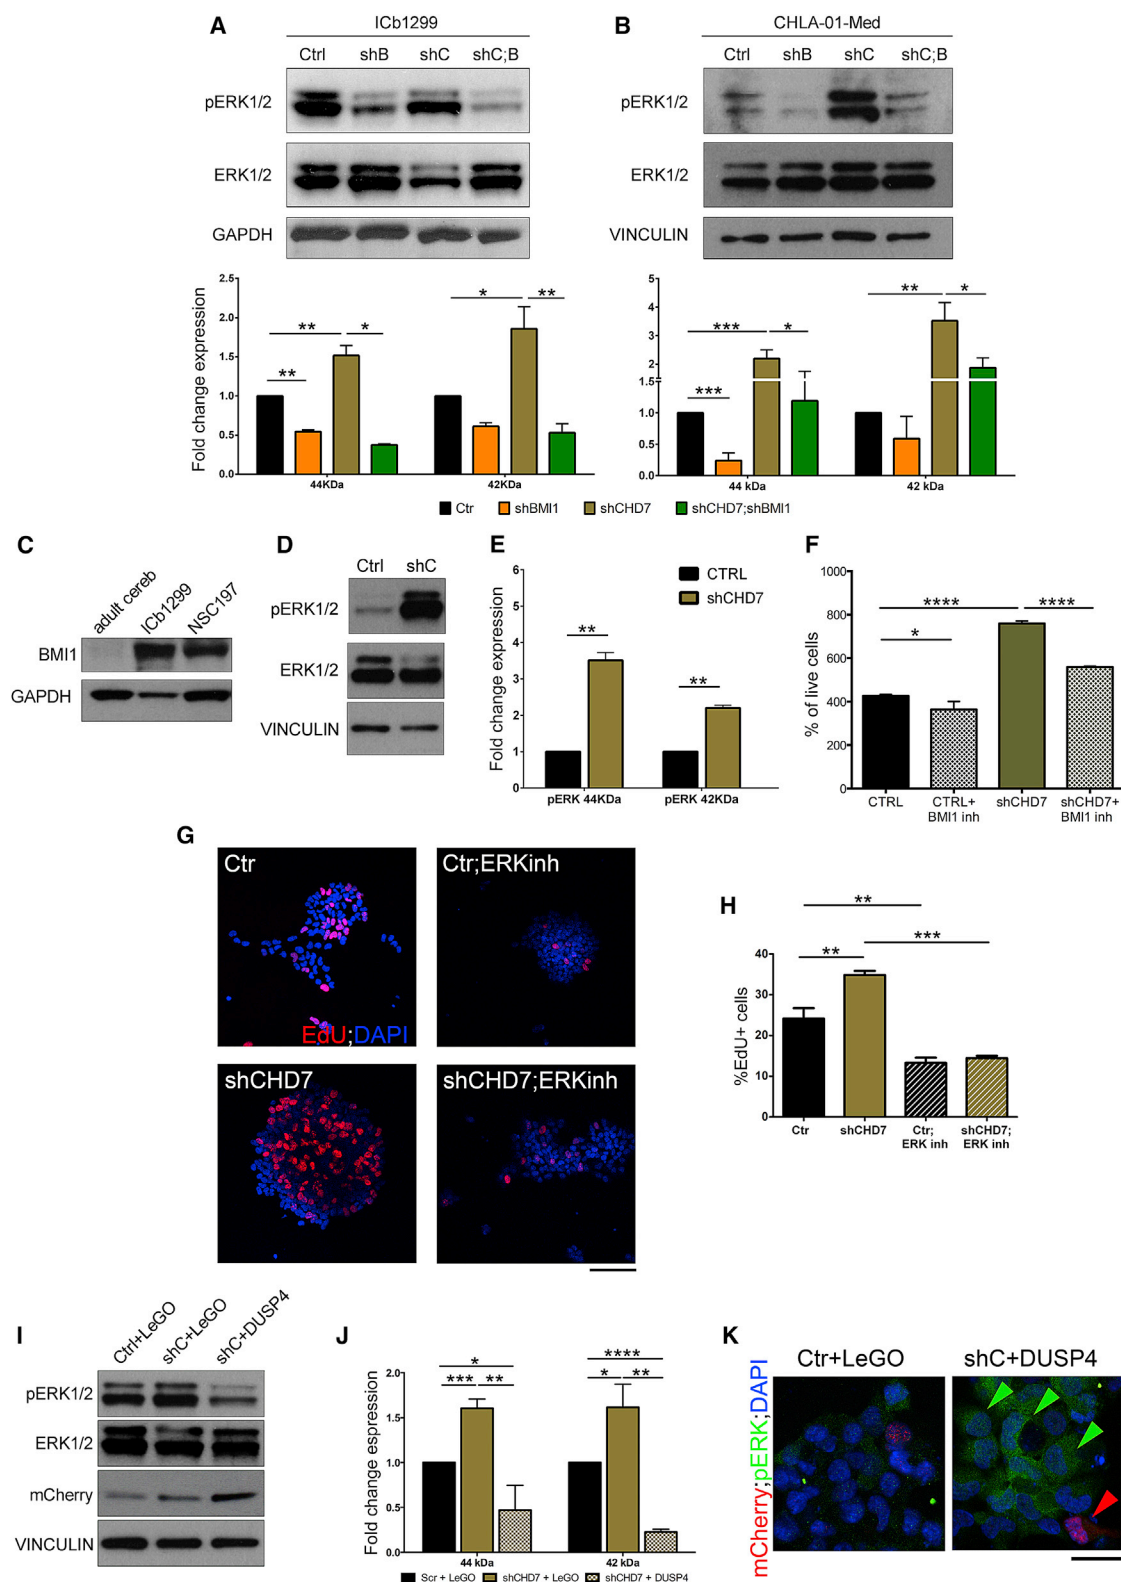 A
ICb1299
Ctrl shB shC shC;B
pERK1/2
ERK1/2
GAPDH
B
CHLA-01-Med
Ctrl shB shC shC;B
pERK1/2
ERK1/2
VINCULIN
Fold change expression
2.5
2.0
1.5
1.0
0.5
0.0
** ** * * **
44KDa 42KDa
5
4
3
2
1.5
1.0
0.5
0.0
*** *** * ** *
44 kDa 42 kDa
Ctr shBMI1 shCHD7 shCHD7;shBMI1
C
adult cereb ICb1299 NSC197
BMI1
GAPDH
D
Ctrl shC
pERK1/2
ERK1/2
VINCULIN
E
CTRL
shCHD7
Fold change expression
6
5
4
3
2
1
0
** **
pERK 44KDa pERK 42KDa
F
% of live cells
1000
800
600
400
200
0
**** ****
*
CTRL CTRL+ BMI1 inh shCHD7 shCHD7+ BMI1 inh
G
Ctr
EdU;DAPI
Ctr;ERKinh
shCHD7
shCHD7;ERKinh
H
%EdU+ cells
40
30
20
10
0
**
** ***
Ctr shCHD7 Ctr; ERK inh shCHD7; ERK inh
I
Ctrl+LeGO shC+LeGO shC+DUSP4
pERK1/2
ERK1/2
mCherry
VINCULIN
J
Fold change espression
2.0
1.5
1.0
0.5
0.0
* ****
*** ** * **
44 kDa 42 kDa
Scr + LeGO shCHD7 + LeGO shCHD7 + DUSP4
K
Ctr+LeGO shC+DUSP4
mCherry;pERK;DAPI